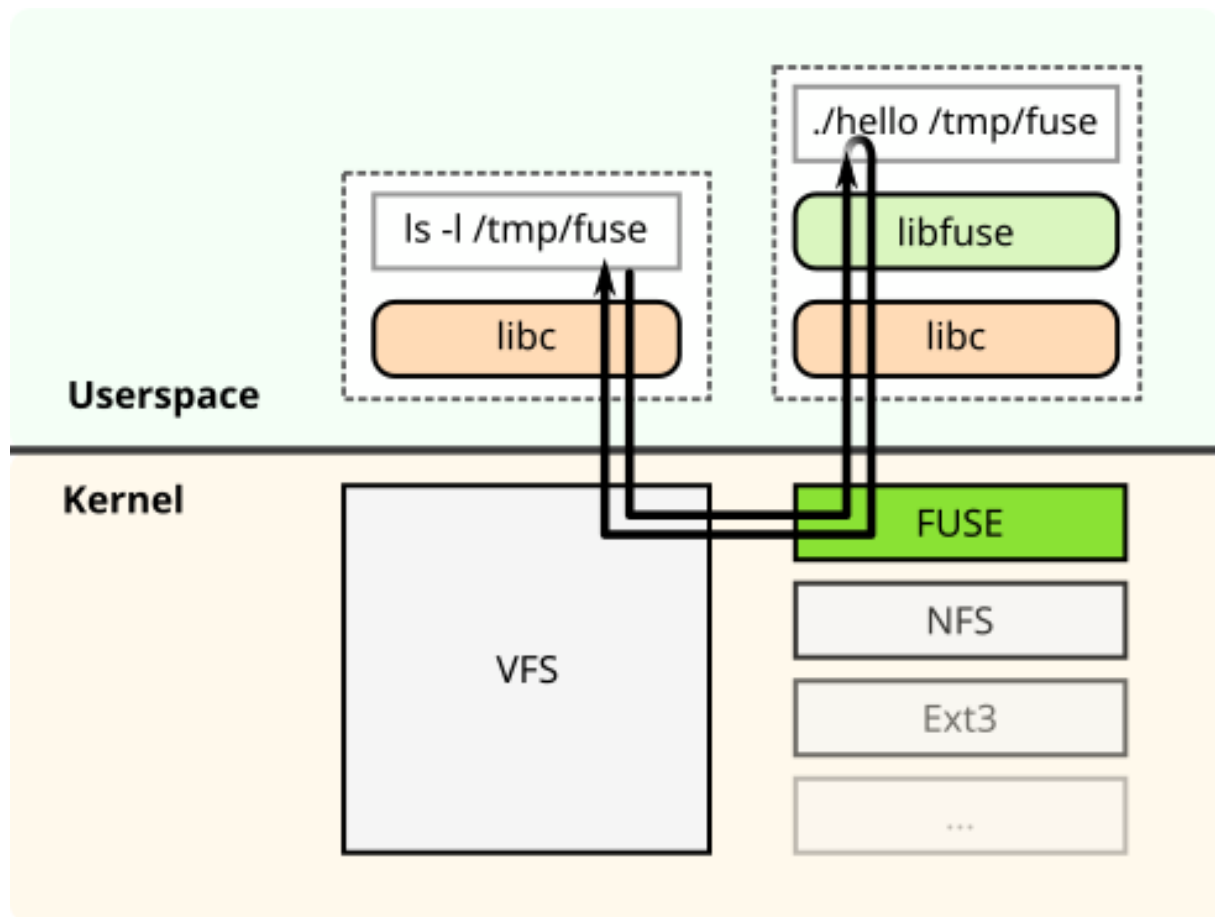 ./hello /tmp/fuse
ls -l /tmp/fuse
libfuse
libc
libc
Userspace
Kernel
FUSE
NFS
VFS
Ext3
...